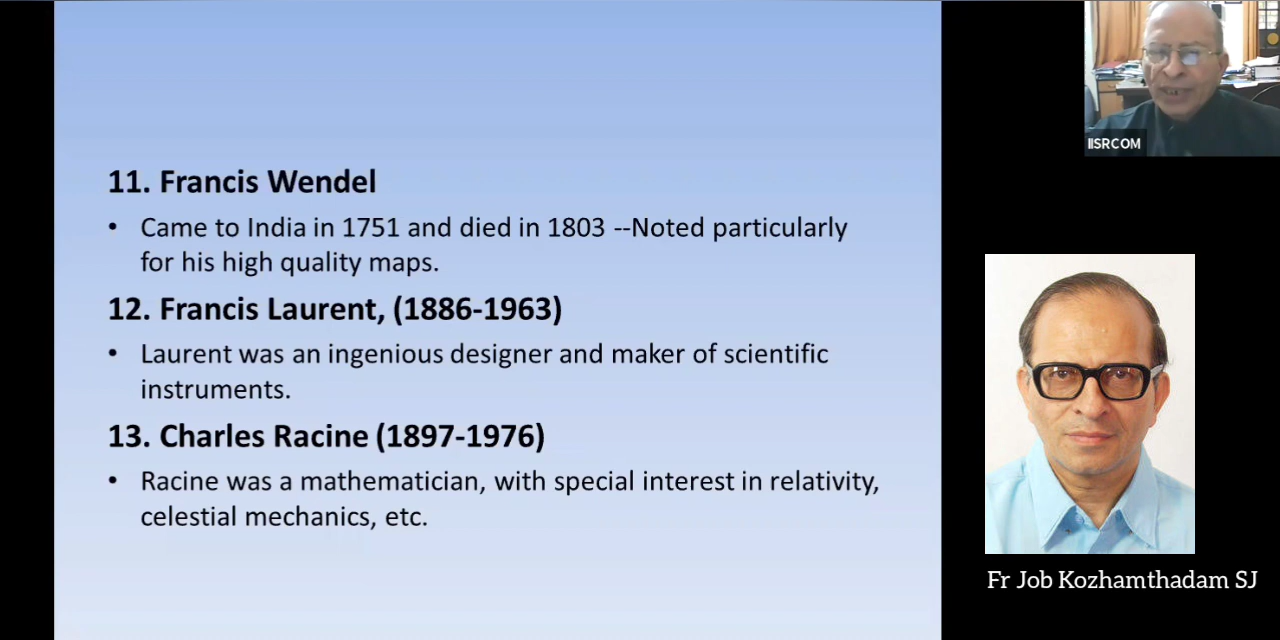 11. Francis Wendel
• Came to India in 1751 and died in 1803 --Noted particularly
for his high quality maps.
12. Francis Laurent, (1886-1963)
• Laurent was an ingenious designer and maker of scientific
instruments.
13. Charles Racine (1897-1976)
• Racine was a mathematician, with special interest in relativity,
celestial mechanics, etc.
IISRCOM
Fr Job Kozhamthadam SJ